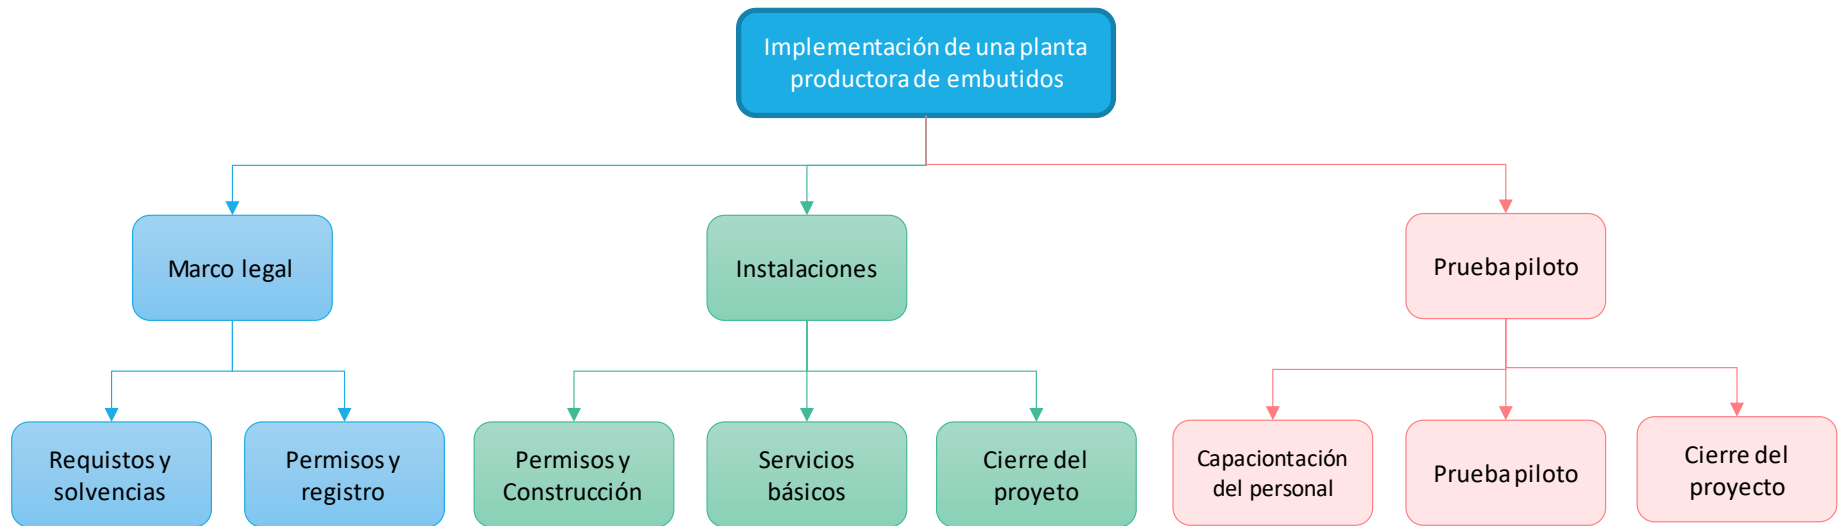 Implementación de una planta
productora de embutidos
Marco legal
Instalaciones
Prueba piloto
Requistos y
solvencias
Permisos y
registro
Permisos y
Construcción
Servicios
básicos
Cierre del
proyeto
Capaciontación
del personal
Prueba piloto
Cierre del
proyecto